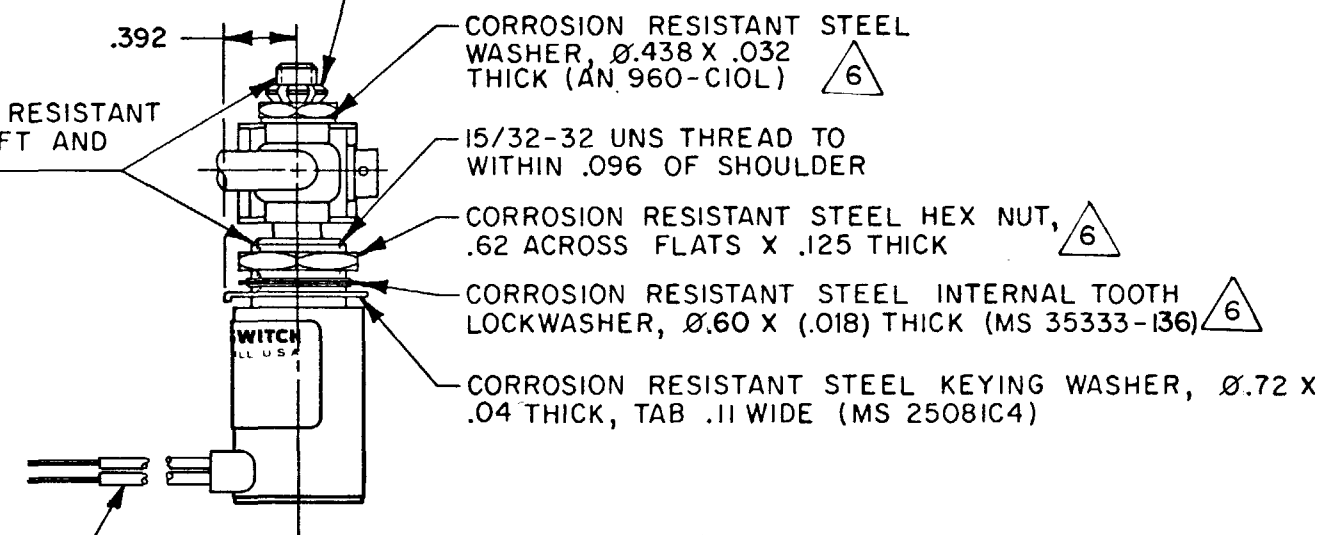 .392
CORROSION RESISTANT STEEL
WASHER, Ø.438 X .032
THICK (AN 960-C10L) 6
RESISTANT
FT AND
15/32-32 UNS THREAD TO
WITHIN .096 OF SHOULDER
CORROSION RESISTANT STEEL HEX NUT, 6
.62 ACROSS FLATS X .125 THICK
CORROSION RESISTANT STEEL INTERNAL TOOTH
LOCKWASHER, Ø.60 X (.018) THICK (MS 35333-136) 6
WITCH
ILL USA
CORROSION RESISTANT STEEL KEYING WASHER, Ø.72 X
.04 THICK, TAB .11 WIDE (MS 25081C4)